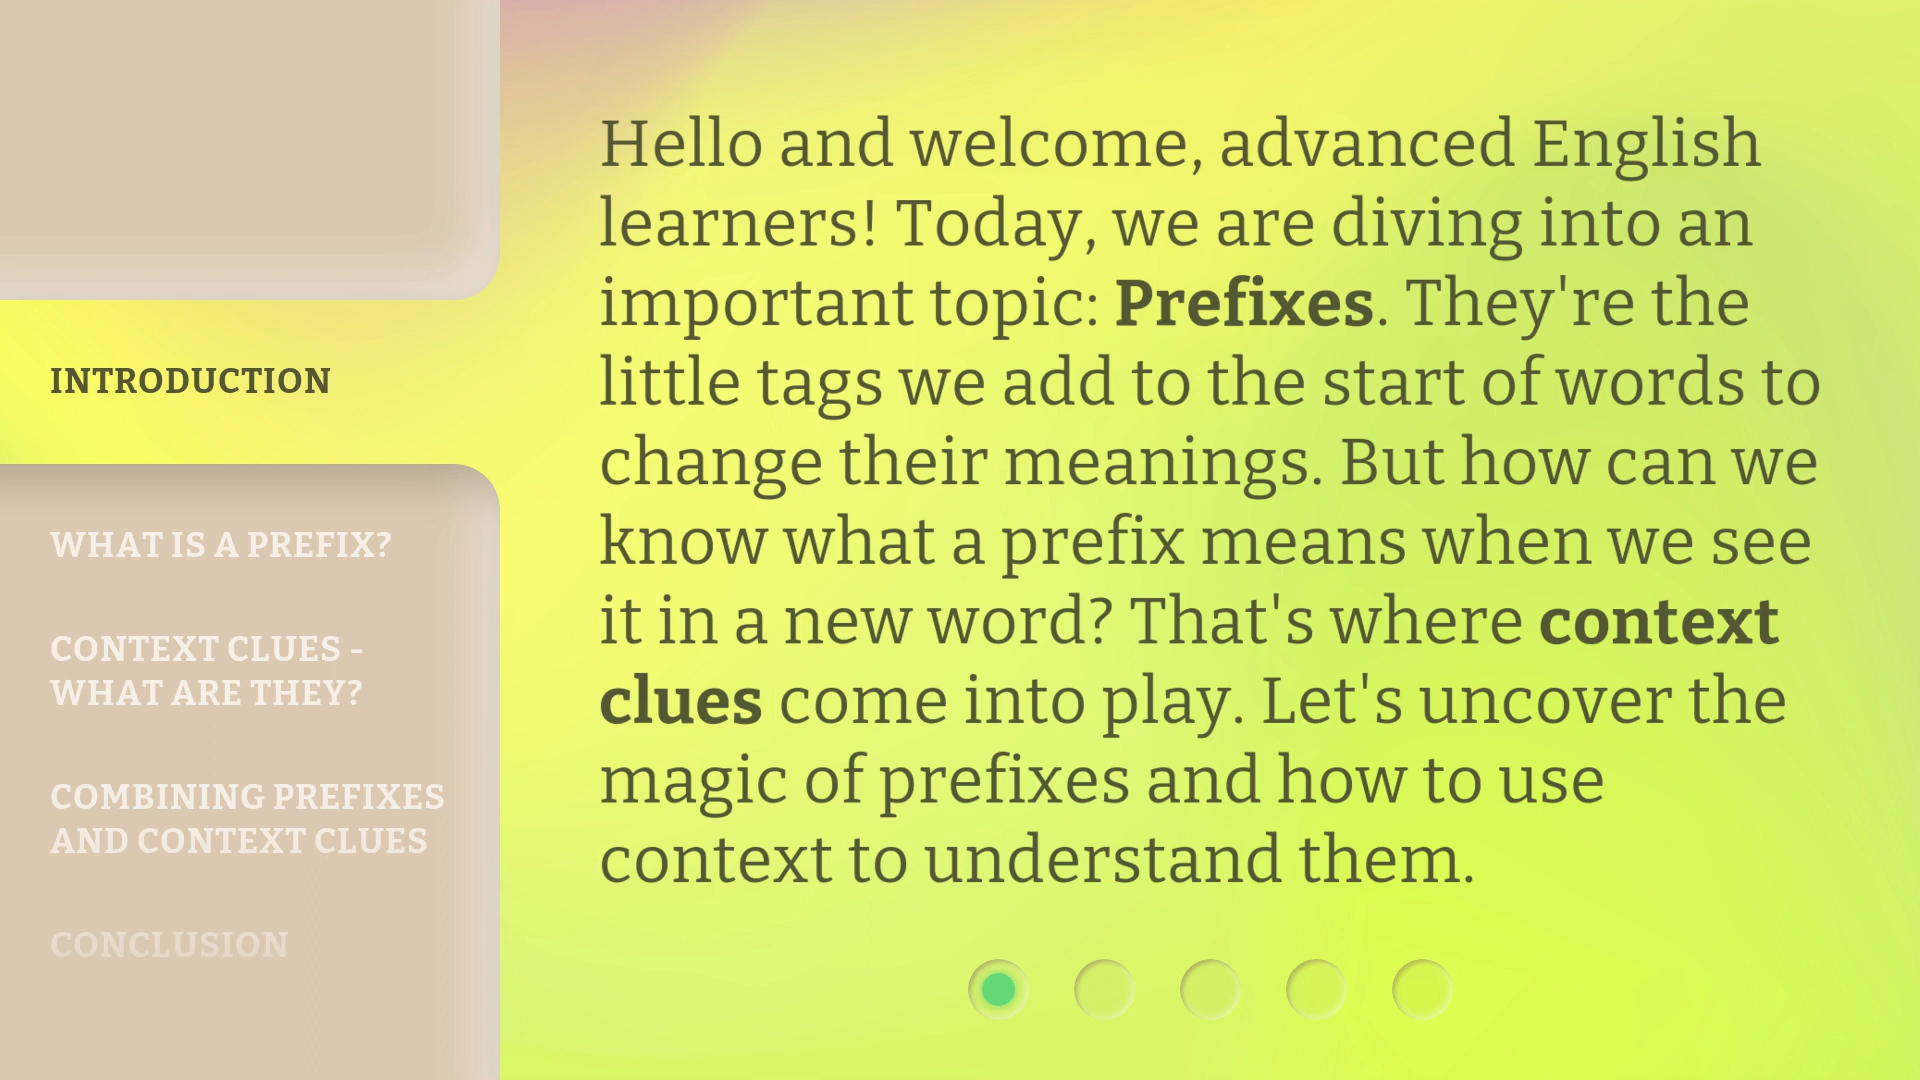 INTRODUCTION
WHAT IS A PREFIX?
CONTEXT CLUES -
WHAT ARE THEY?
COMBINING PREFIXES
AND CONTEXT CLUES
CONCLUSION
Hello and welcome, advanced English
learners! Today, we are diving into an
important topic: Prefixes. They're the
little tags we add to the start of words to
change their meanings. But how can we
know what a prefix means when we see
it in a new word? That's where context
clues come into play. Let's uncover the
magic of prefixes and how to use
context to understand them.